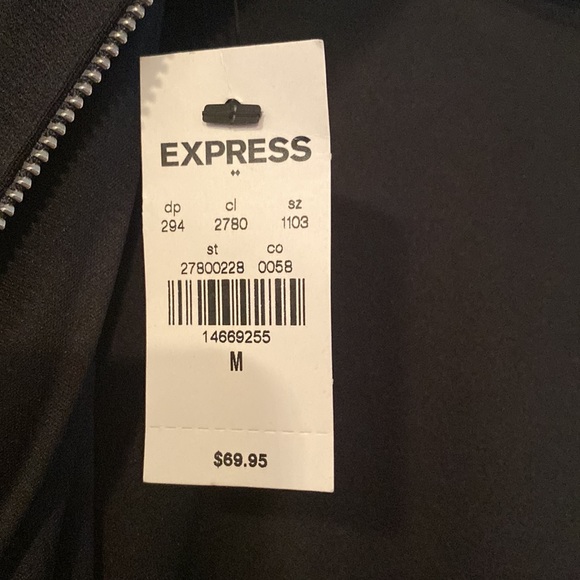 EXPRESS
dp cl sz
294 2780 1103
st co
27800228 0058
14669255
M
$69.95